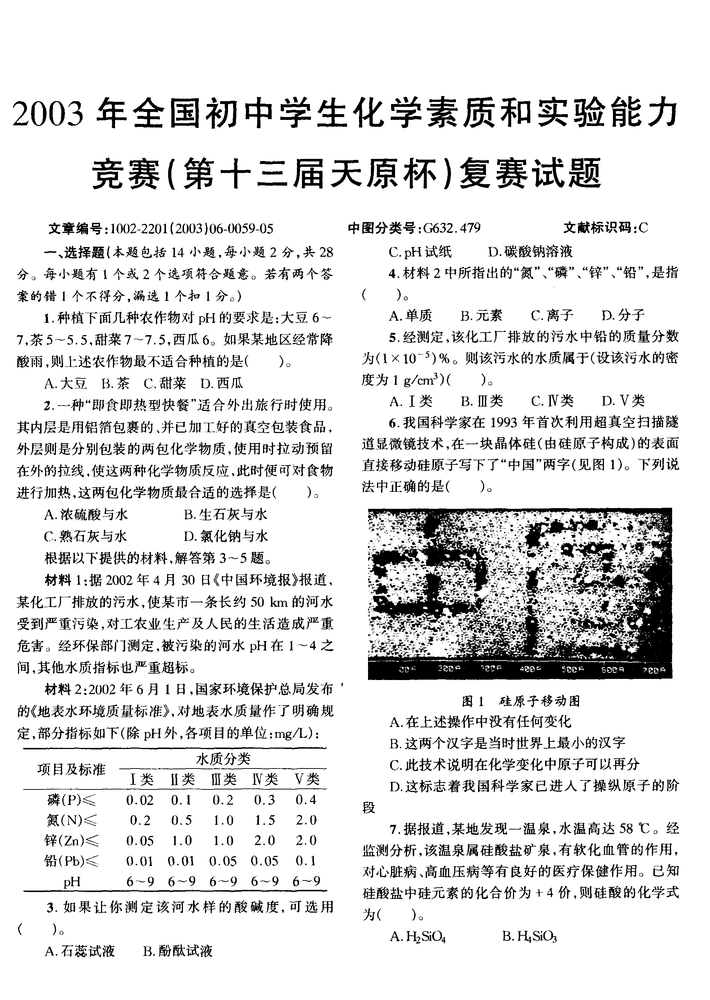 2003 年全国初中学生化学素质和实验能力
竞赛(第十三届天原杯)复赛试题
文章编号:1002-2201(2003)06-0059-05 中图分类号:G632.479 文献标识码:C
一、选择题(本题包括 14 小题,每小题 2 分,共 28
分。每小题有 1 个或 2 个选项符合题意。若有两个答
案的错 1 个不得分,漏选 1 个扣 1 分。)
1.种植下面几种农作物对 pH 的要求是:大豆 6～
7,茶 5～5.5,甜菜 7～7.5,西瓜 6。如果某地区经常降
酸雨,则上述农作物最不适合种植的是( )。
A.大豆 B.茶 C.甜菜 D.西瓜
2.一种“即食即热型快餐”适合外出旅行时使用。
其内层是用铝箔包裹的、并已加工好的真空包装食品,
外层则是分别包装的两包化学物质,使用时拉动预留
在外的拉线,使这两种化学物质反应,此时便可对食物
进行加热,这两包化学物质最合适的选择是( )。
A.浓硫酸与水 B.生石灰与水
C.熟石灰与水 D.氯化钠与水
根据以下提供的材料,解答第 3～5 题。
材料 1:据 2002 年 4 月 30 日《中国环境报》报道,
某化工厂排放的污水,使某市一条长约 50 km 的河水
受到严重污染,对工农业生产及人民的生活造成严重
危害。经环保部门测定,被污染的河水 pH 在 1～4 之
间,其他水质指标也严重超标。
材料 2:2002 年 6 月 1 日,国家环境保护总局发布
的《地表水环境质量标准》,对地表水质量作了明确规
定,部分指标如下(除 pH 外,各项目的单位:mg/L):
项目及标准 水质分类
Ⅰ类 Ⅱ类 Ⅲ类 Ⅳ类 Ⅴ类
磷(P)≤ 0.02 0.1 0.2 0.3 0.4
氮(N)≤ 0.2 0.5 1.0 1.5 2.0
锌(Zn)≤ 0.05 1.0 1.0 2.0 2.0
铅(Pb)≤ 0.01 0.01 0.05 0.05 0.1
pH 6～9 6～9 6～9 6～9 6～9
3.如果让你测定该河水样的酸碱度,可选用
( )。
A.石蕊试液 B.酚酞试液
C.pH 试纸 D.碳酸钠溶液
4.材料 2 中所指出的“氮”、“磷”、“锌”、“铅”,是指
( )。
A.单质 B.元素 C.离子 D.分子
5.经测定,该化工厂排放的污水中铅的质量分数
为(1×10⁻⁵)%。则该污水的水质属于(设该污水的密
度为 1 g/cm³)( )。
A.Ⅰ类 B.Ⅲ类 C.Ⅳ类 D.Ⅴ类
6.我国科学家在 1993 年首次利用超真空扫描隧
道显微镜技术,在一块晶体硅(由硅原子构成)的表面
直接移动硅原子写下了“中国”两字(见图 1)。下列说
法中正确的是( )。
400A 500A 600A 700A
图 1 硅原子移动图
A.在上述操作中没有任何变化
B.这两个汉字是当时世界上最小的汉字
C.此技术说明在化学变化中原子可以再分
D.这标志着我国科学家已进入了操纵原子的阶
段
7.据报道,某地发现一温泉,水温高达 58 ℃。经
监测分析,该温泉属硅酸盐矿泉,有软化血管的作用,
对心脏病、高血压病等有良好的医疗保健作用。已知
硅酸盐中硅元素的化合价为 + 4 价,则硅酸的化学式
为( )。
A.H₂SiO₄ B.H₄SiO₃